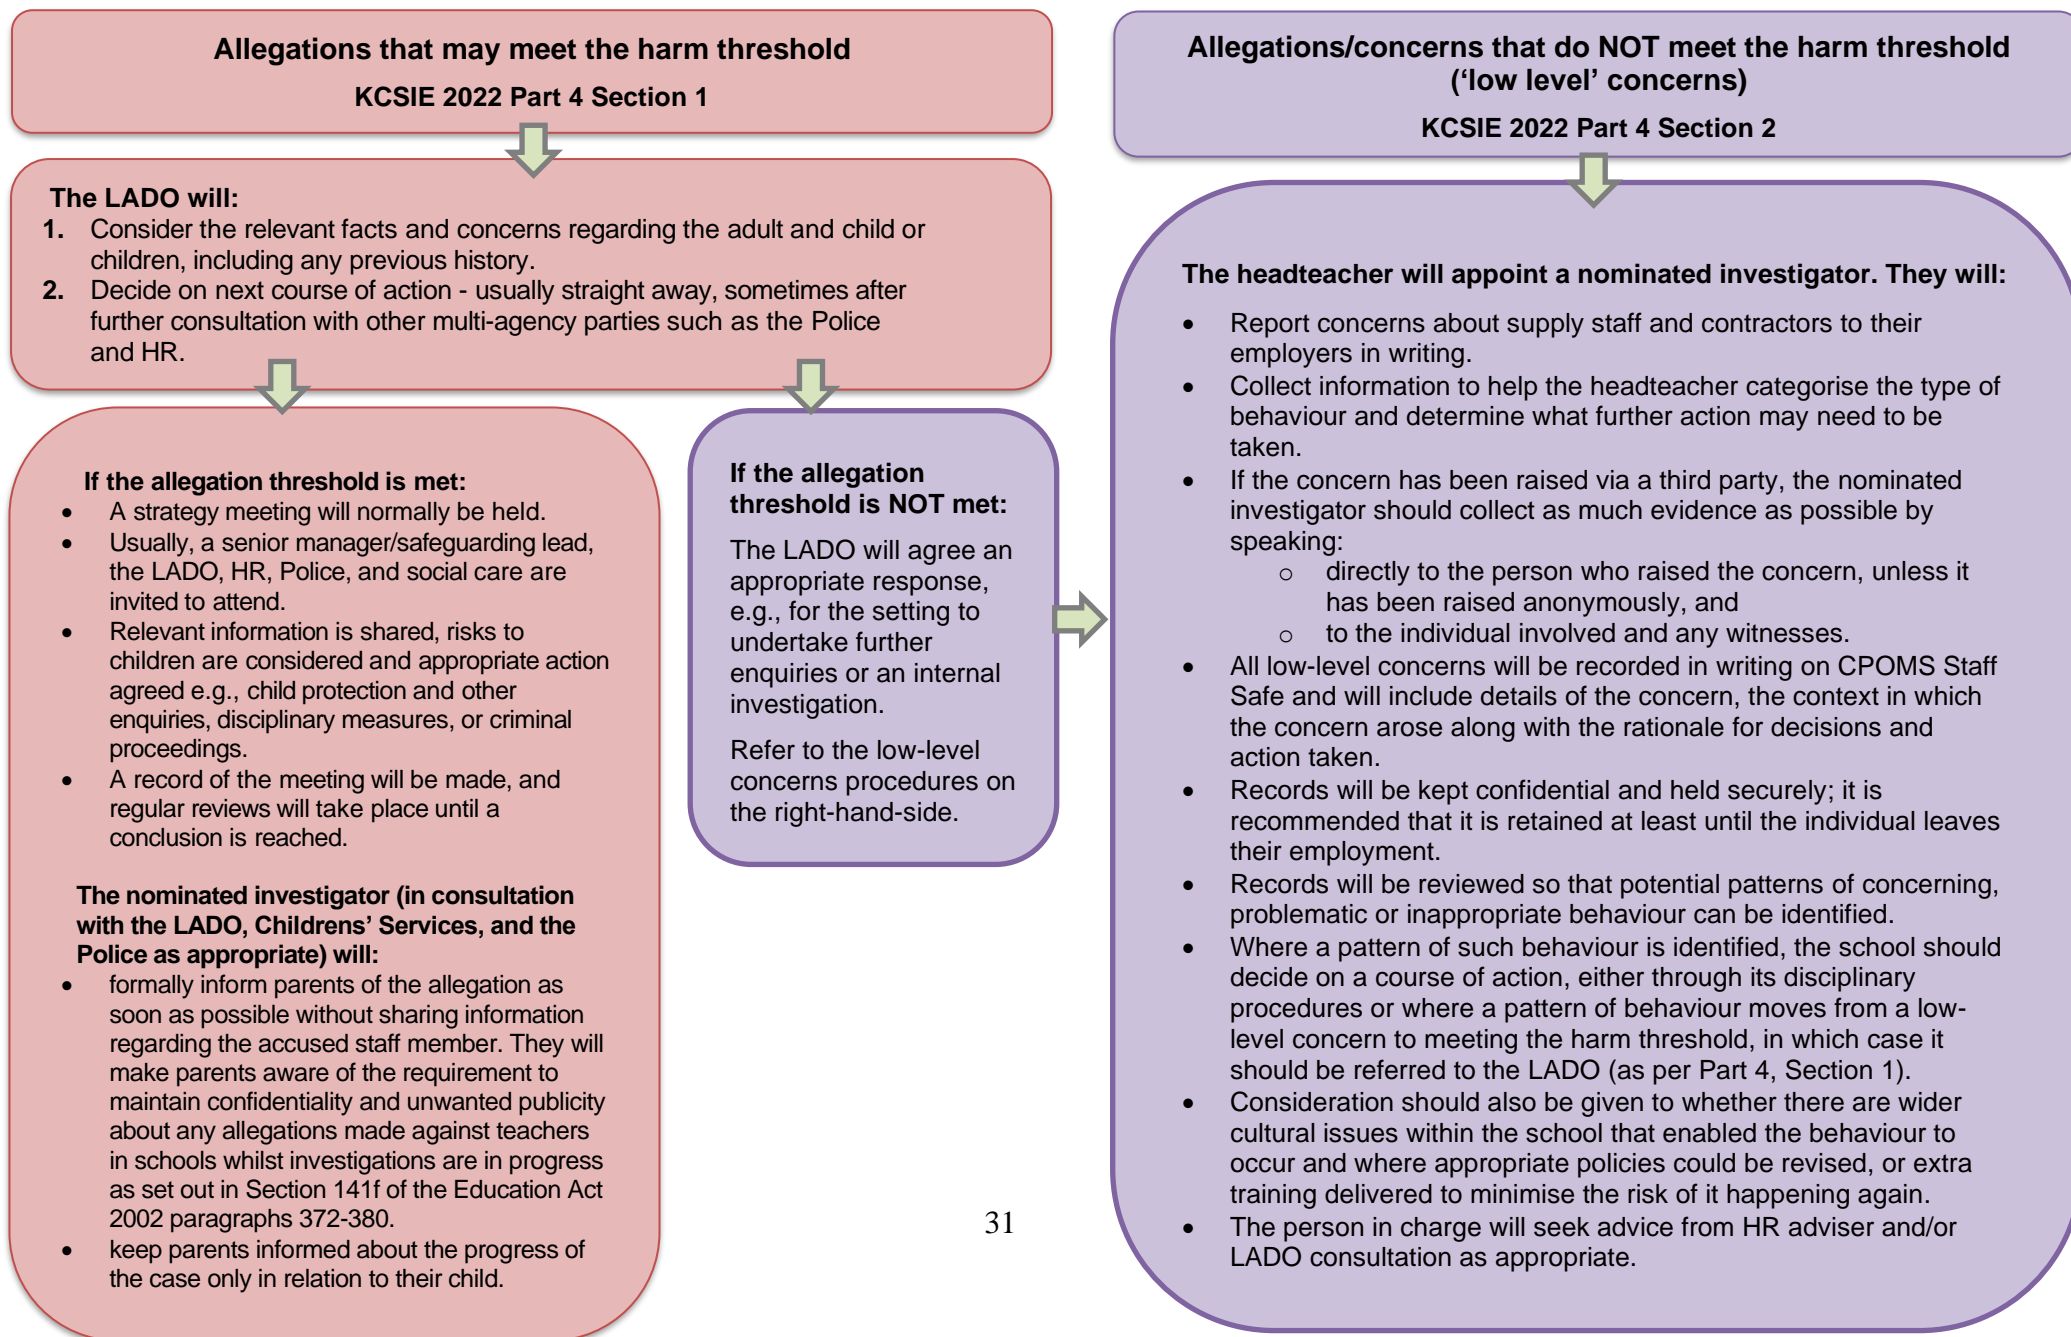 Allegations that may meet the harm threshold
KCSIE 2022 Part 4 Section 1
The LADO will:
1. Consider the relevant facts and concerns regarding the adult and child or
children, including any previous history.
2. Decide on next course of action - usually straight away, sometimes after
further consultation with other multi-agency parties such as the Police
and HR.
If the allegation threshold is met:
• A strategy meeting will normally be held.
• Usually, a senior manager/safeguarding lead,
the LADO, HR, Police, and social care are
invited to attend.
• Relevant information is shared, risks to
children are considered and appropriate action
agreed e.g., child protection and other
enquiries, disciplinary measures, or criminal
proceedings.
• A record of the meeting will be made, and
regular reviews will take place until a
conclusion is reached.
The nominated investigator (in consultation
with the LADO, Childrens’ Services, and the
Police as appropriate) will:
• formally inform parents of the allegation as
soon as possible without sharing information
regarding the accused staff member. They will
make parents aware of the requirement to
maintain confidentiality and unwanted publicity
about any allegations made against teachers
in schools whilst investigations are in progress
as set out in Section 141f of the Education Act
2002 paragraphs 372-380.
• keep parents informed about the progress of
the case only in relation to their child.
If the allegation
threshold is NOT met:
The LADO will agree an
appropriate response,
e.g., for the setting to
undertake further
enquiries or an internal
investigation.
Refer to the low-level
concerns procedures on
the right-hand-side.
Allegations/concerns that do NOT meet the harm threshold
(‘low level’ concerns)
KCSIE 2022 Part 4 Section 2
The headteacher will appoint a nominated investigator. They will:
• Report concerns about supply staff and contractors to their
employers in writing.
• Collect information to help the headteacher categorise the type of
behaviour and determine what further action may need to be
taken.
• If the concern has been raised via a third party, the nominated
investigator should collect as much evidence as possible by
speaking:
o directly to the person who raised the concern, unless it
has been raised anonymously, and
o to the individual involved and any witnesses.
• All low-level concerns will be recorded in writing on CPOMS Staff
Safe and will include details of the concern, the context in which
the concern arose along with the rationale for decisions and
action taken.
• Records will be kept confidential and held securely; it is
recommended that it is retained at least until the individual leaves
their employment.
• Records will be reviewed so that potential patterns of concerning,
problematic or inappropriate behaviour can be identified.
• Where a pattern of such behaviour is identified, the school should
decide on a course of action, either through its disciplinary
procedures or where a pattern of behaviour moves from a low-
level concern to meeting the harm threshold, in which case it
should be referred to the LADO (as per Part 4, Section 1).
• Consideration should also be given to whether there are wider
cultural issues within the school that enabled the behaviour to
occur and where appropriate policies could be revised, or extra
training delivered to minimise the risk of it happening again.
• The person in charge will seek advice from HR adviser and/or
LADO consultation as appropriate.
31